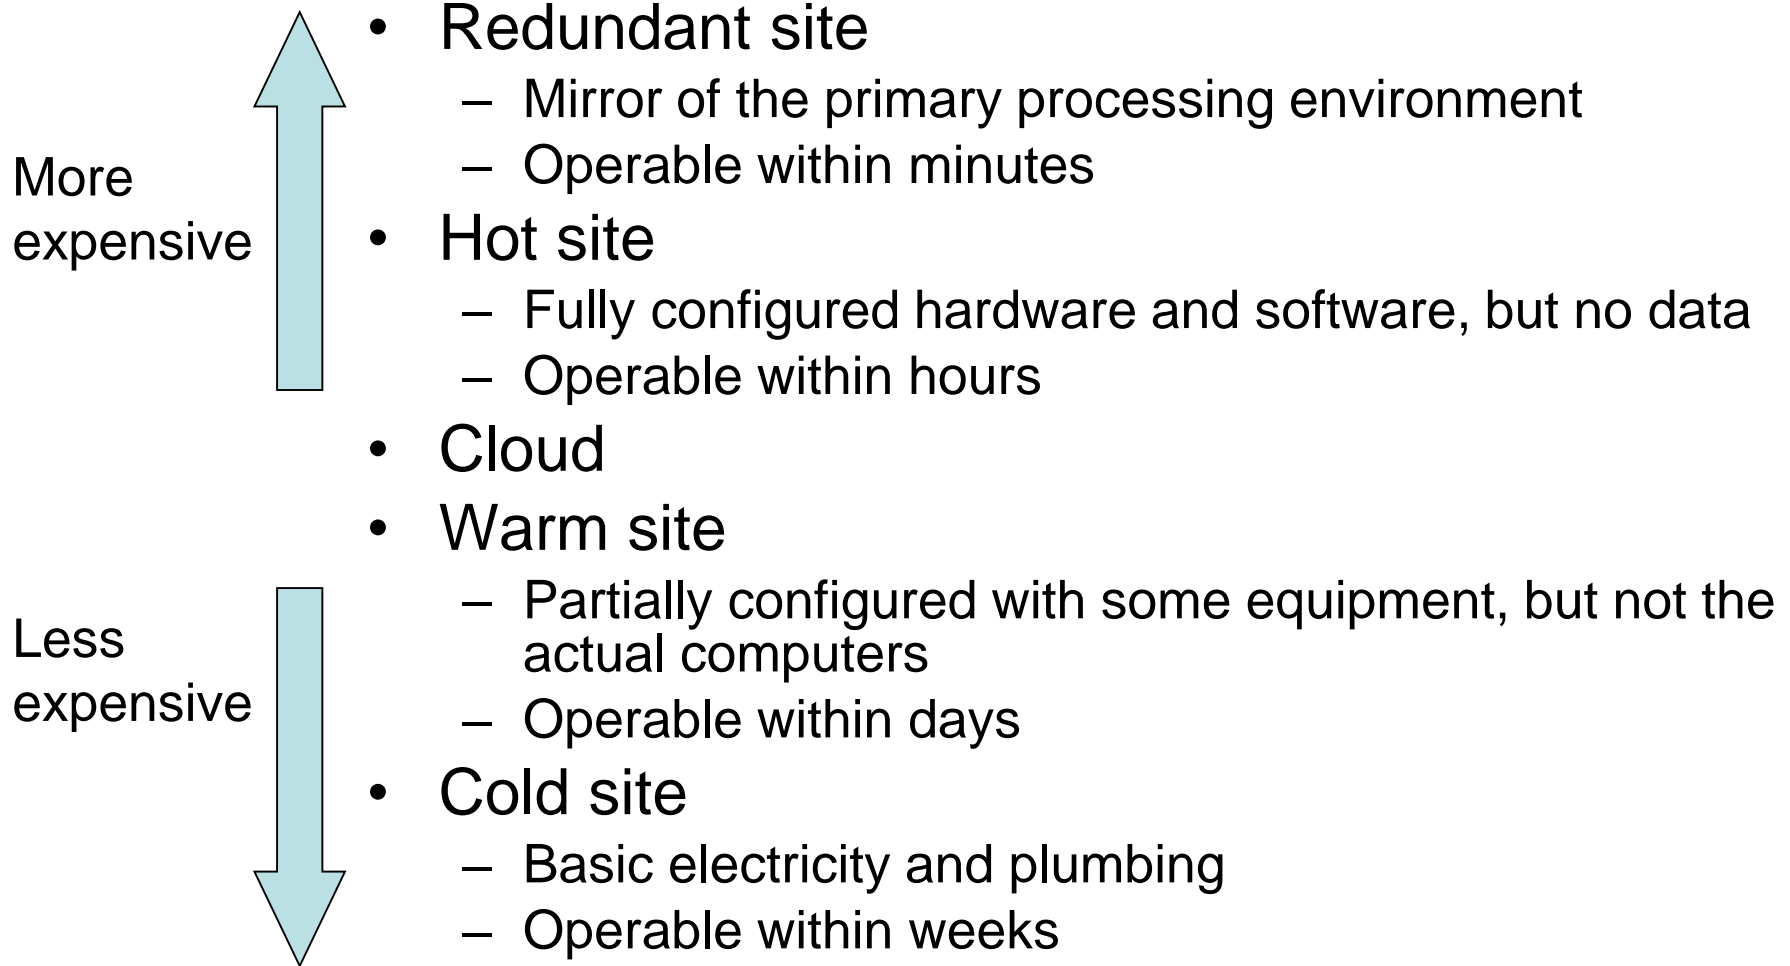 • Redundant site
– Mirror of the primary processing environment
– Operable within minutes
More
expensive
• Hot site
– Fully configured hardware and software, but no data
– Operable within hours
• Cloud
• Warm site
– Partially configured with some equipment, but not the
actual computers
– Operable within days
Less
expensive
• Cold site
– Basic electricity and plumbing
– Operable within weeks